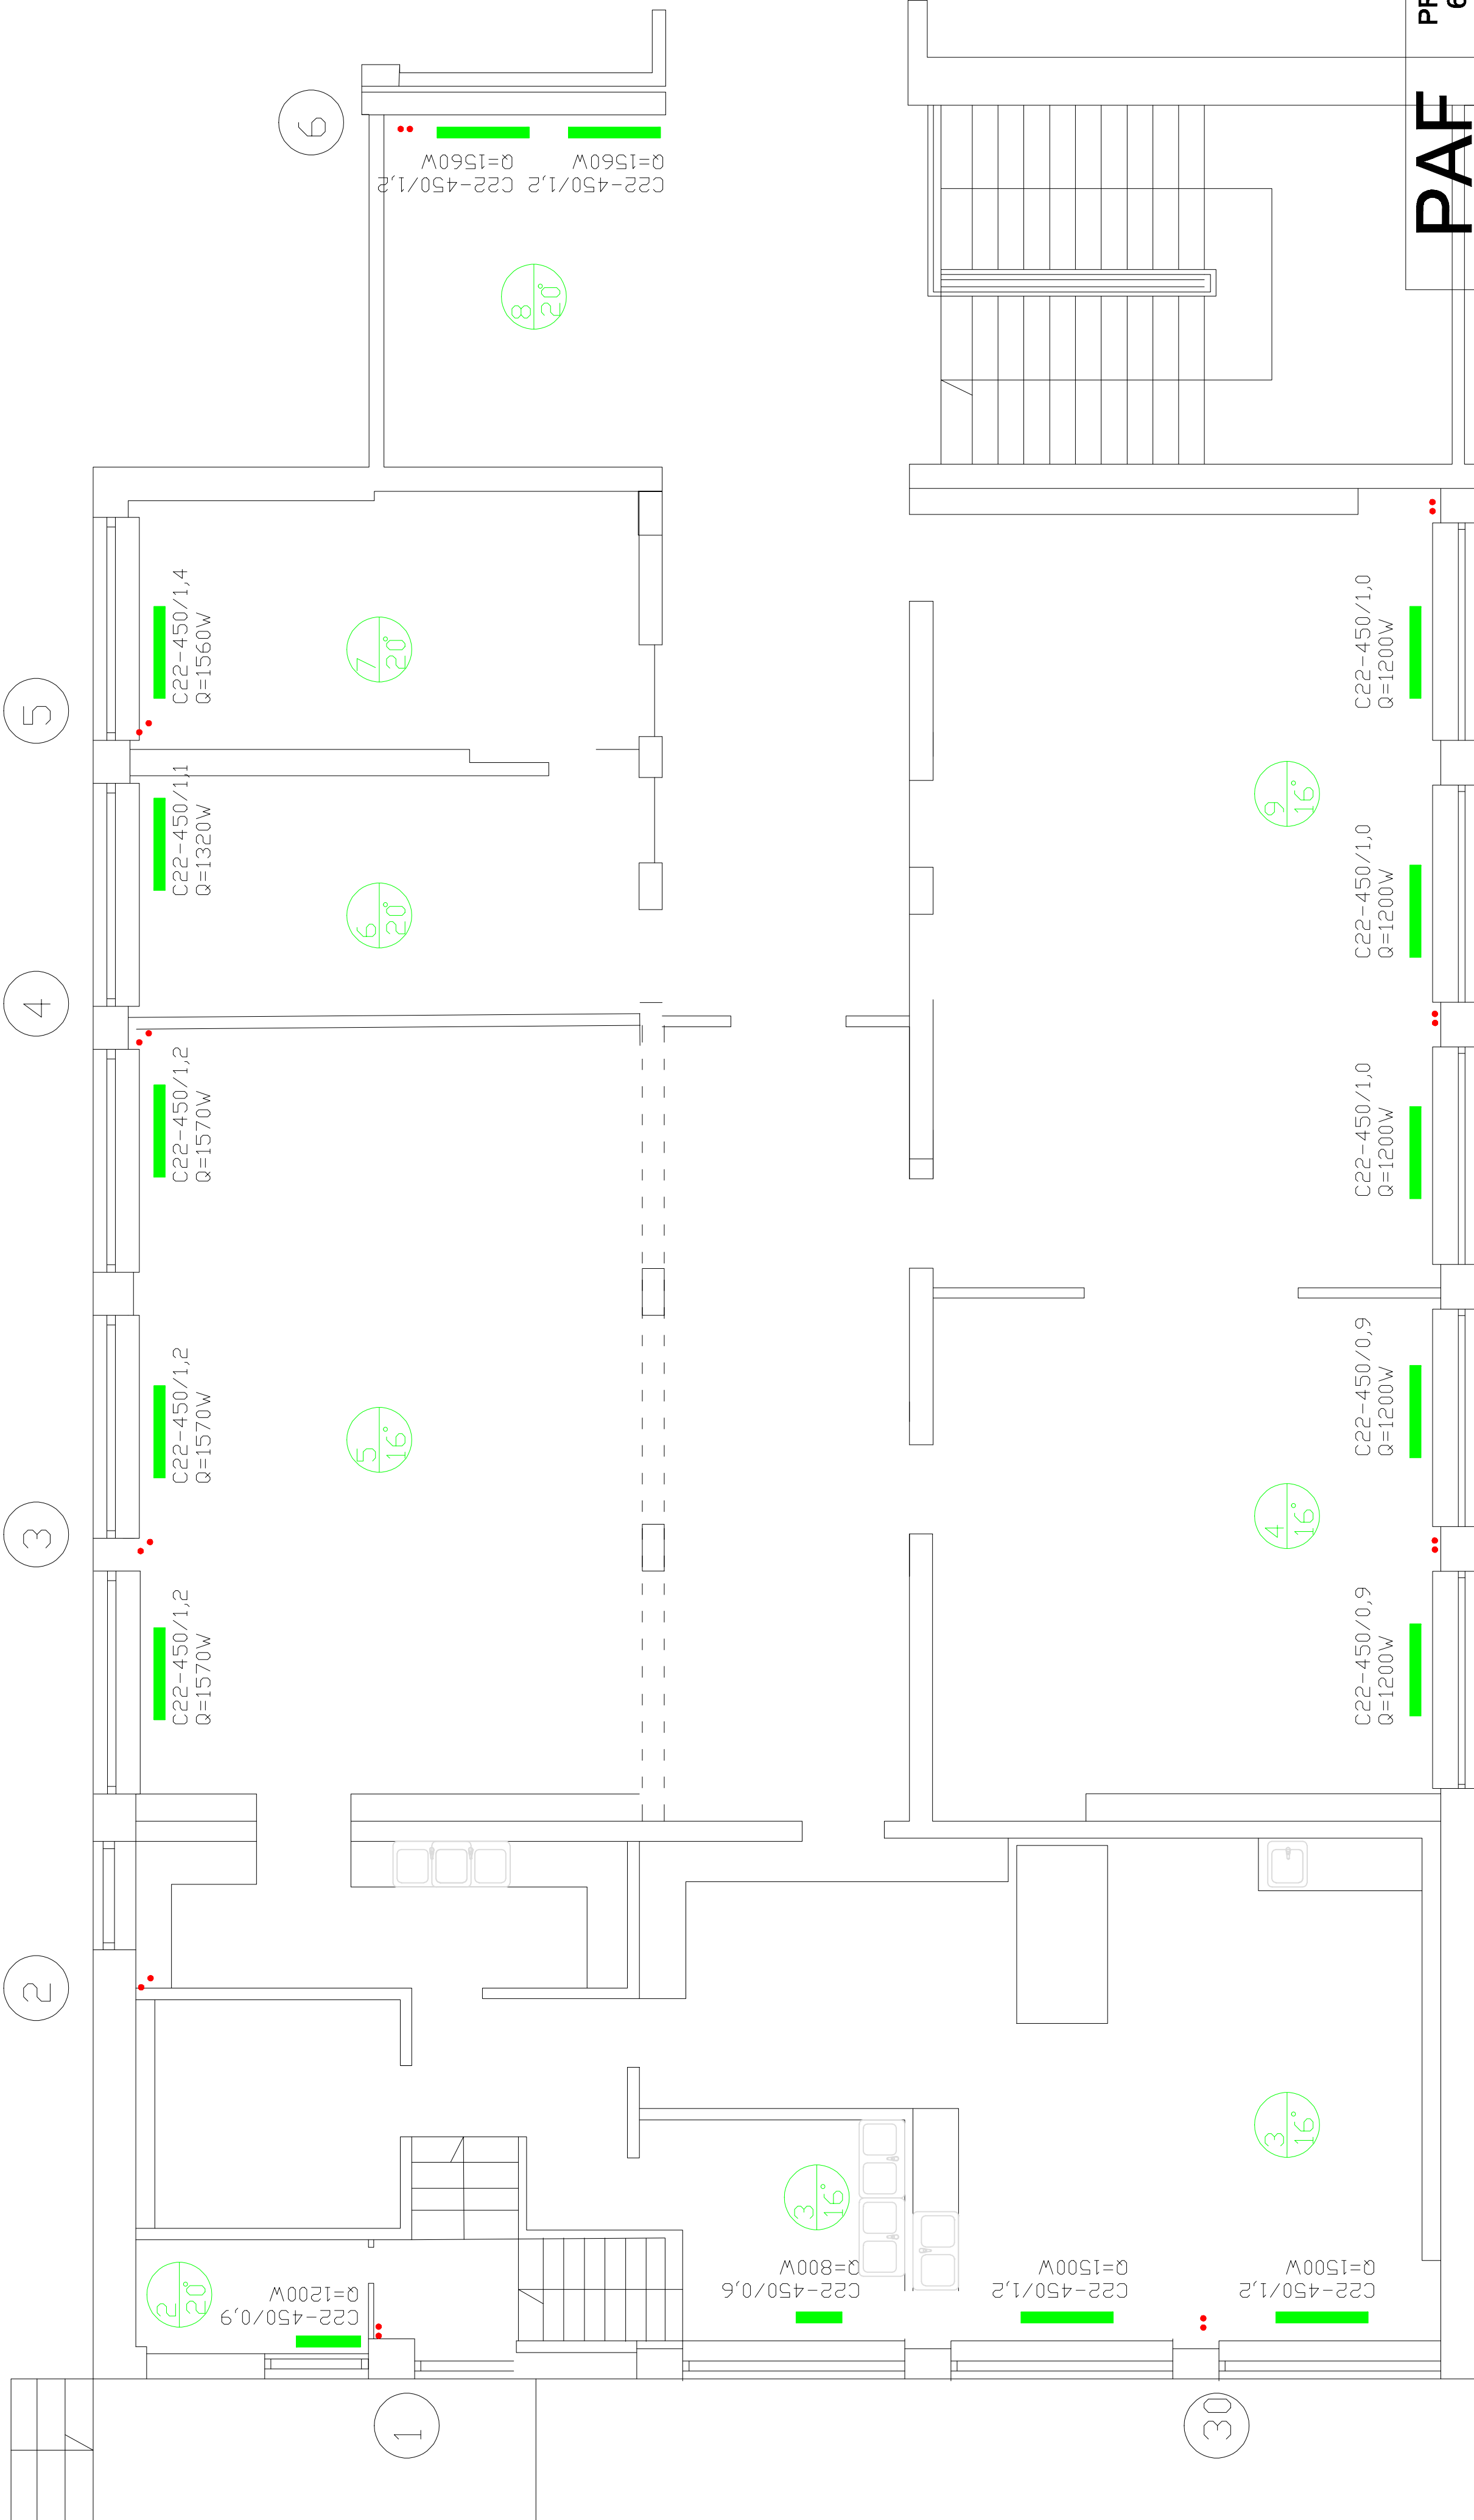 6
Q=1560W
C22-450/1,2
Q=1560W
C22-450/1,2
8
20°
5
C22-450/1,4
Q=1560W
7
20°
C22-450/1,0
Q=1200W
C22-450/1,1
Q=1320W
6
20°
9
16°
C22-450/1,0
Q=1200W
4
C22-450/1,2
Q=1570W
C22-450/1,0
Q=1200W
C22-450/1,2
Q=1570W
5
16°
C22-450/0,9
Q=1200W
3
4
16°
C22-450/1,2
Q=1570W
C22-450/0,9
Q=1200W
2
3
16°
3
16°
2
20°
C22-450/0,9
Q=1200W
C22-450/0,6
Q=800W
C22-450/1,2
Q=1500W
C22-450/1,2
Q=1500W
1
30